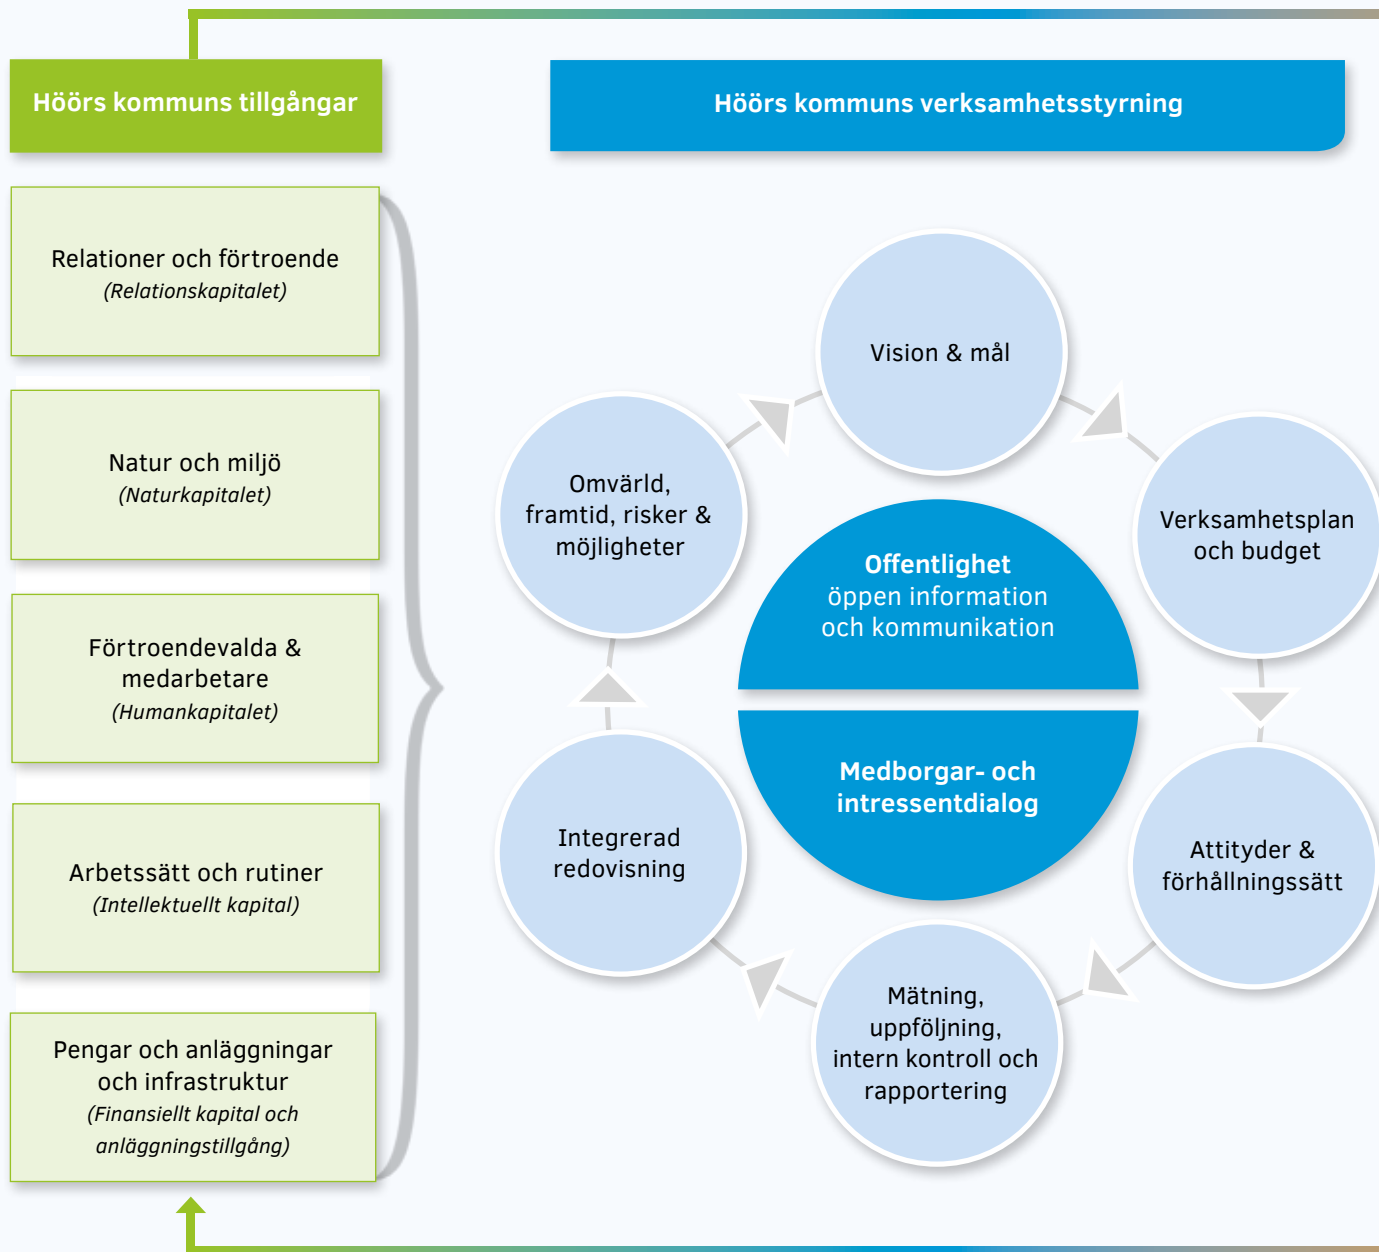 Höörs kommuns tillgångar
Relationer och förtroende
(Relationskapitalet)
Natur och miljö
(Naturkapitalet)
Förtroendevalda &
medarbetare
(Humankapitalet)
Arbetssätt och rutiner
(Intellektuellt kapital)
Pengar och anläggningar
och infrastruktur
(Finansiellt kapital och
anläggningstillgång)
Höörs kommuns verksamhetsstyrning
Vision & mål
Verksamhetsplan
och budget
Attityder &
förhållningssätt
Mätning,
uppföljning,
intern kontroll och
rapportering
Integrerad
redovisning
Omvärld,
framtid, risker &
möjligheter
Offentlighet
öppen information
och kommunikation
Medborgar- och
intressentdialog